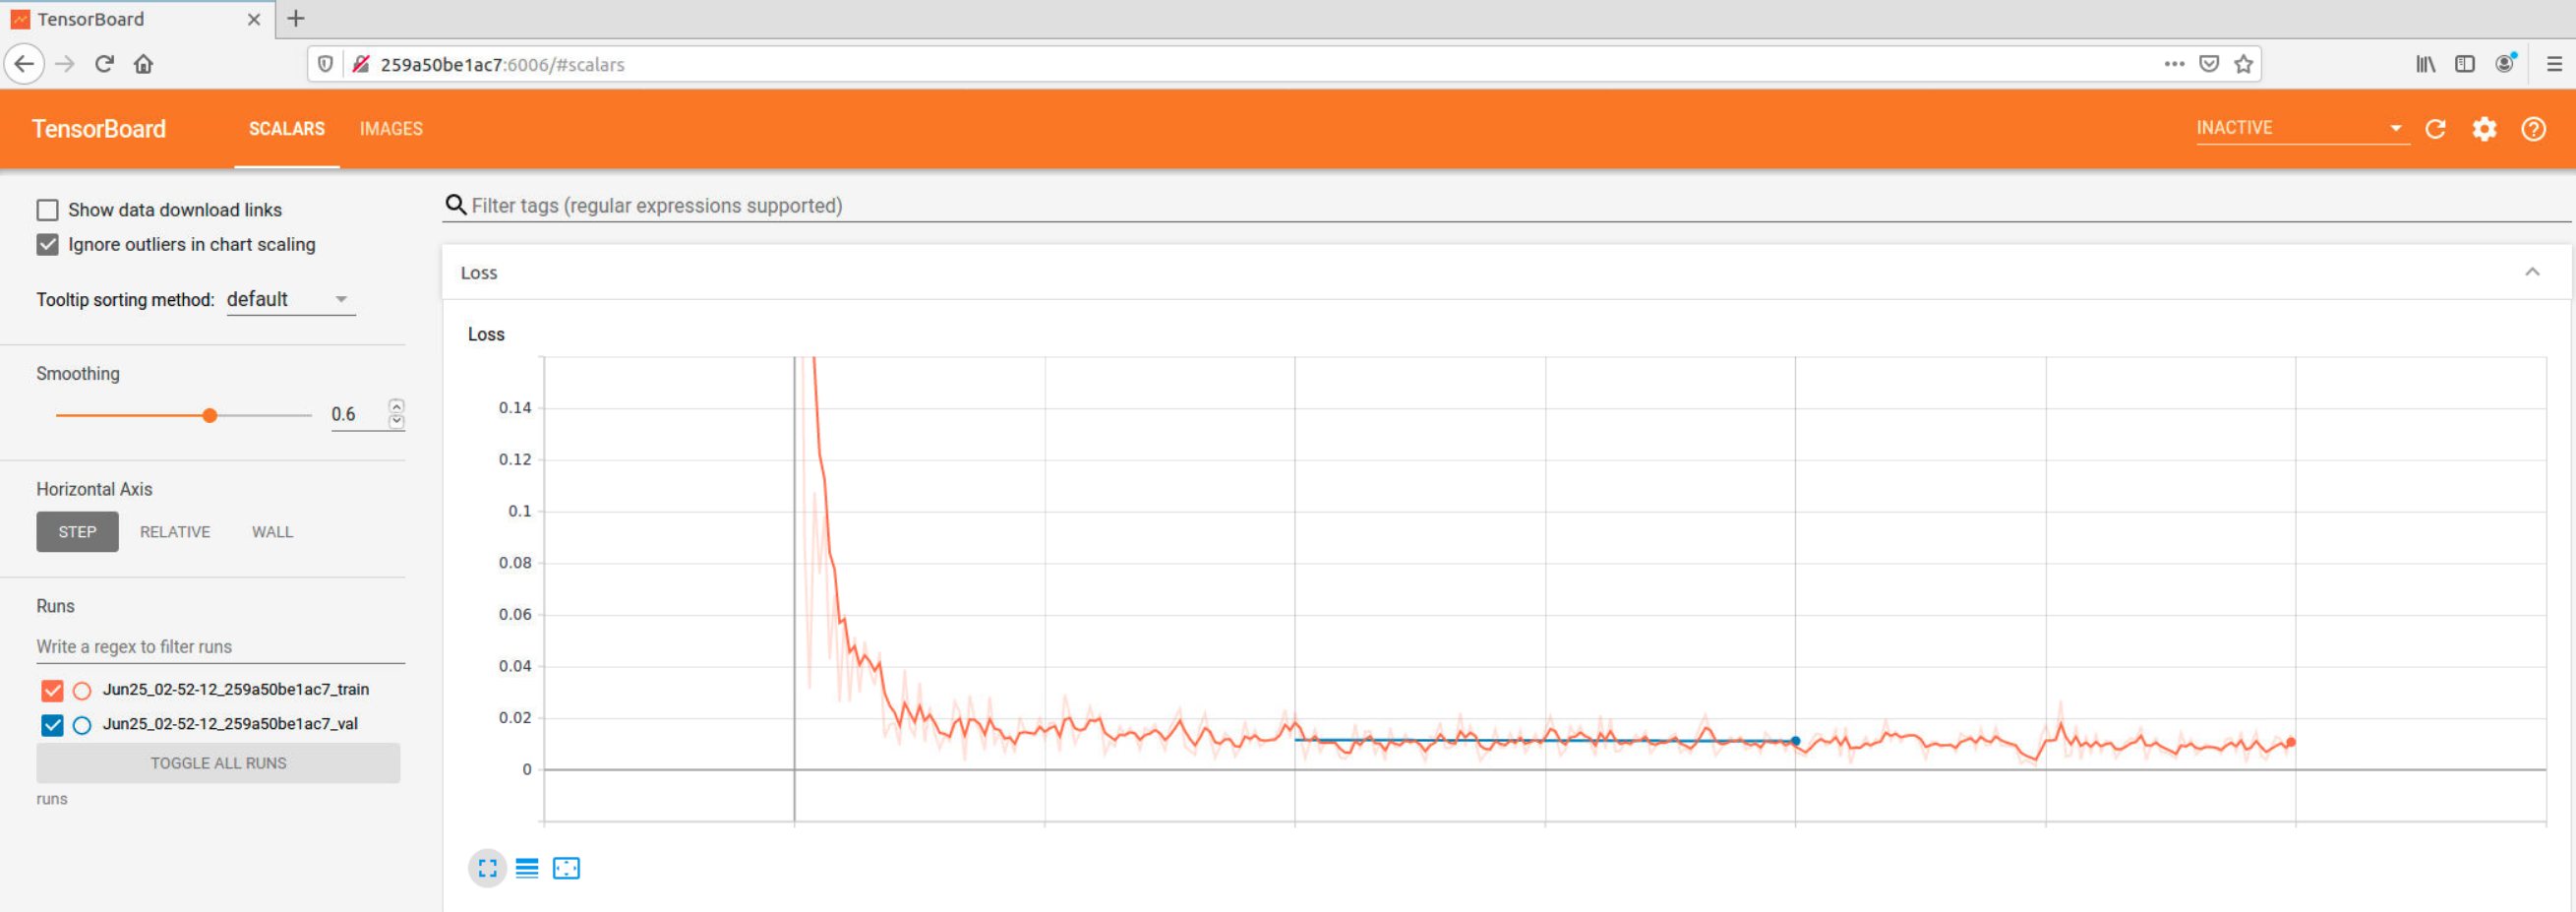 TensorBoard
259a50be1ac7:6006/#scalars
TensorBoard SCALARS IMAGES INACTIVE
Show data download links
Ignore outliers in chart scaling
Tooltip sorting method: default
Smoothing
0.6
Horizontal Axis
STEP RELATIVE WALL
Runs
Write a regex to filter runs
Jun25_02-52-12_259a50be1ac7_train
Jun25_02-52-12_259a50be1ac7_val
TOGGLE ALL RUNS
runs
Filter tags (regular expressions supported)
Loss
Loss
0.14
0.12
0.1
0.08
0.06
0.04
0.02
0